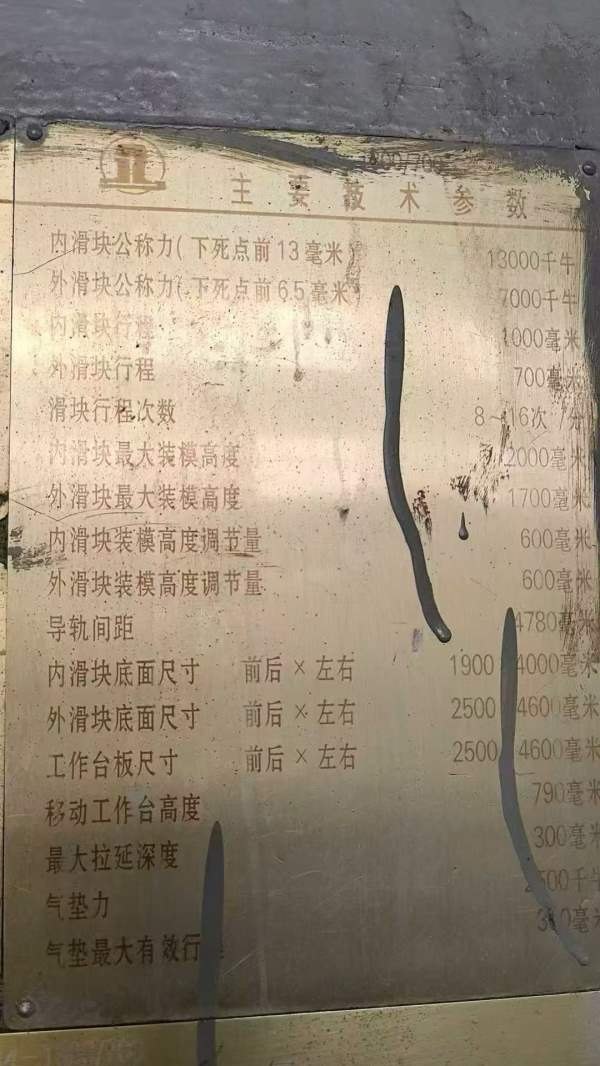 主要技术参数
内滑块公称力(下死点前13毫米) 13000千牛
外滑块公称力(下死点前6.5毫米) 7000千牛
内滑块行程 1000毫米
外滑块行程 700毫米
滑块行程次数 8~16次/分
内滑块最大装模高度 2000毫米
外滑块最大装模高度 1700毫米
内滑块装模高度调节量 600毫米
外滑块装模高度调节量 600毫米
导轨间距 4780毫米
内滑块底面尺寸 前后×左右 1900 4000毫米
外滑块底面尺寸 前后×左右 2500 4600毫米
工作台板尺寸 前后×左右 2500 4600毫米
移动工作台高度 790毫米
最大拉延深度 300毫米
气垫力 千牛
气垫最大有效行 毫米